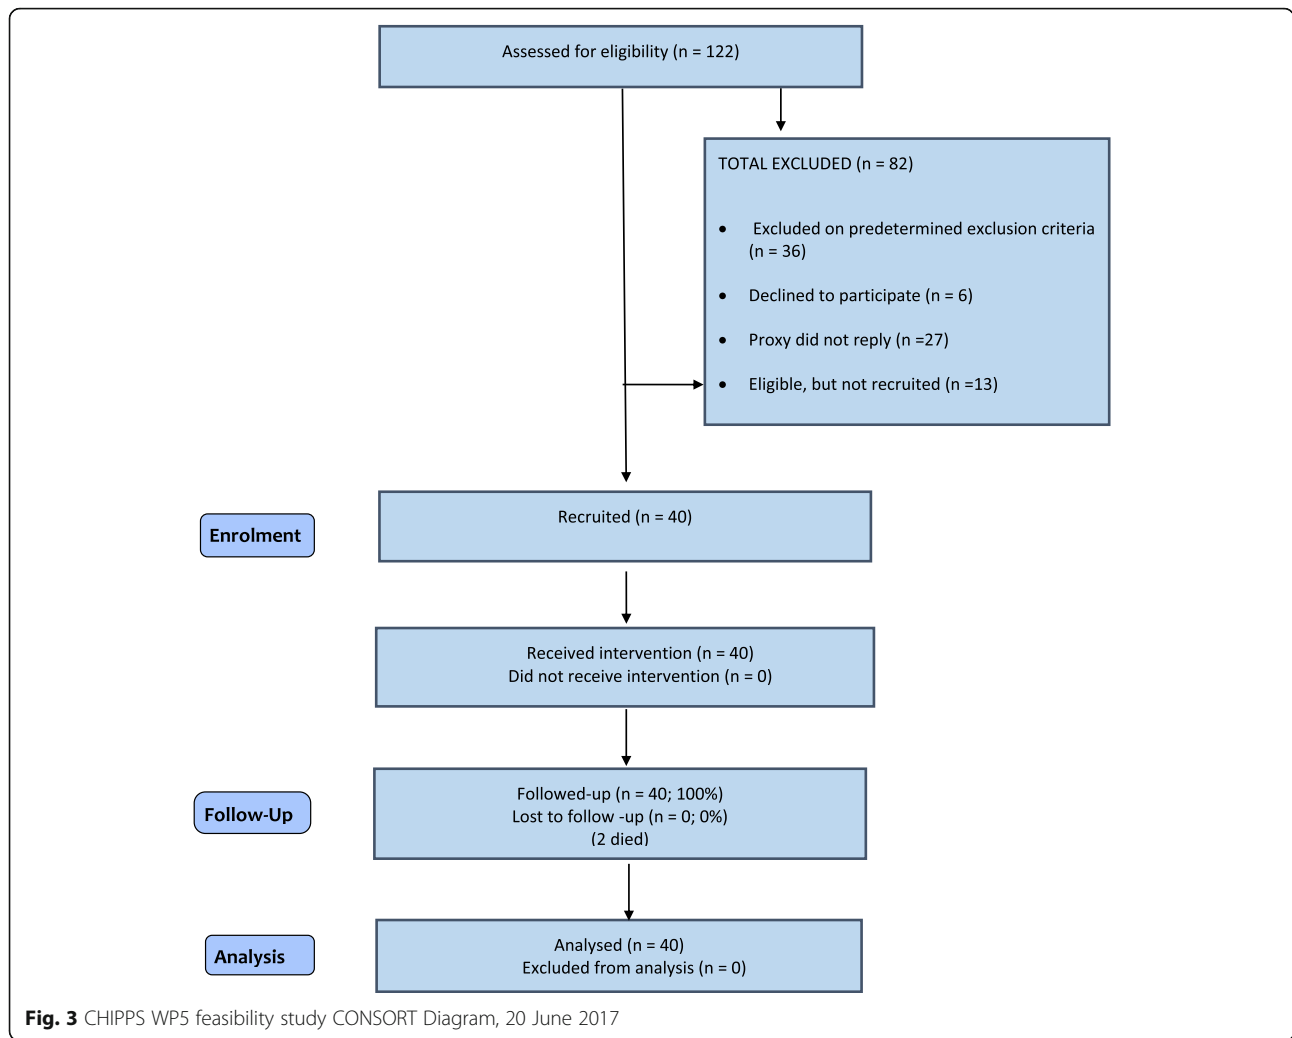 Assessed for eligibility (n = 122)
TOTAL EXCLUDED (n = 82)
• Excluded on predetermined exclusion criteria
(n = 36)
• Declined to participate (n = 6)
• Proxy did not reply (n =27)
• Eligible, but not recruited (n =13)
Enrolment
Recruited (n = 40)
Received intervention (n = 40)
Did not receive intervention (n = 0)
Follow-Up
Followed-up (n = 40; 100%)
Lost to follow -up (n = 0; 0%)
(2 died)
Analysis
Analysed (n = 40)
Excluded from analysis (n = 0)
Fig. 3 CHIPPS WP5 feasibility study CONSORT Diagram, 20 June 2017